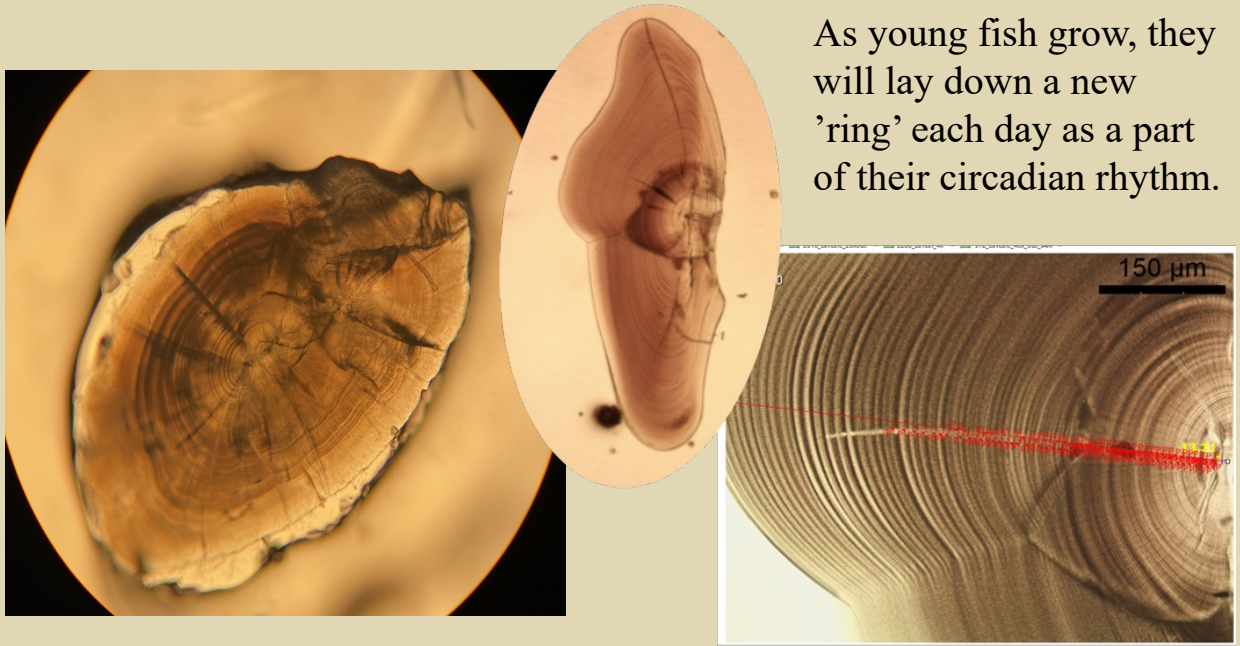 As young fish grow, they
will lay down a new
’ring’ each day as a part
of their circadian rhythm.
150 µm
0